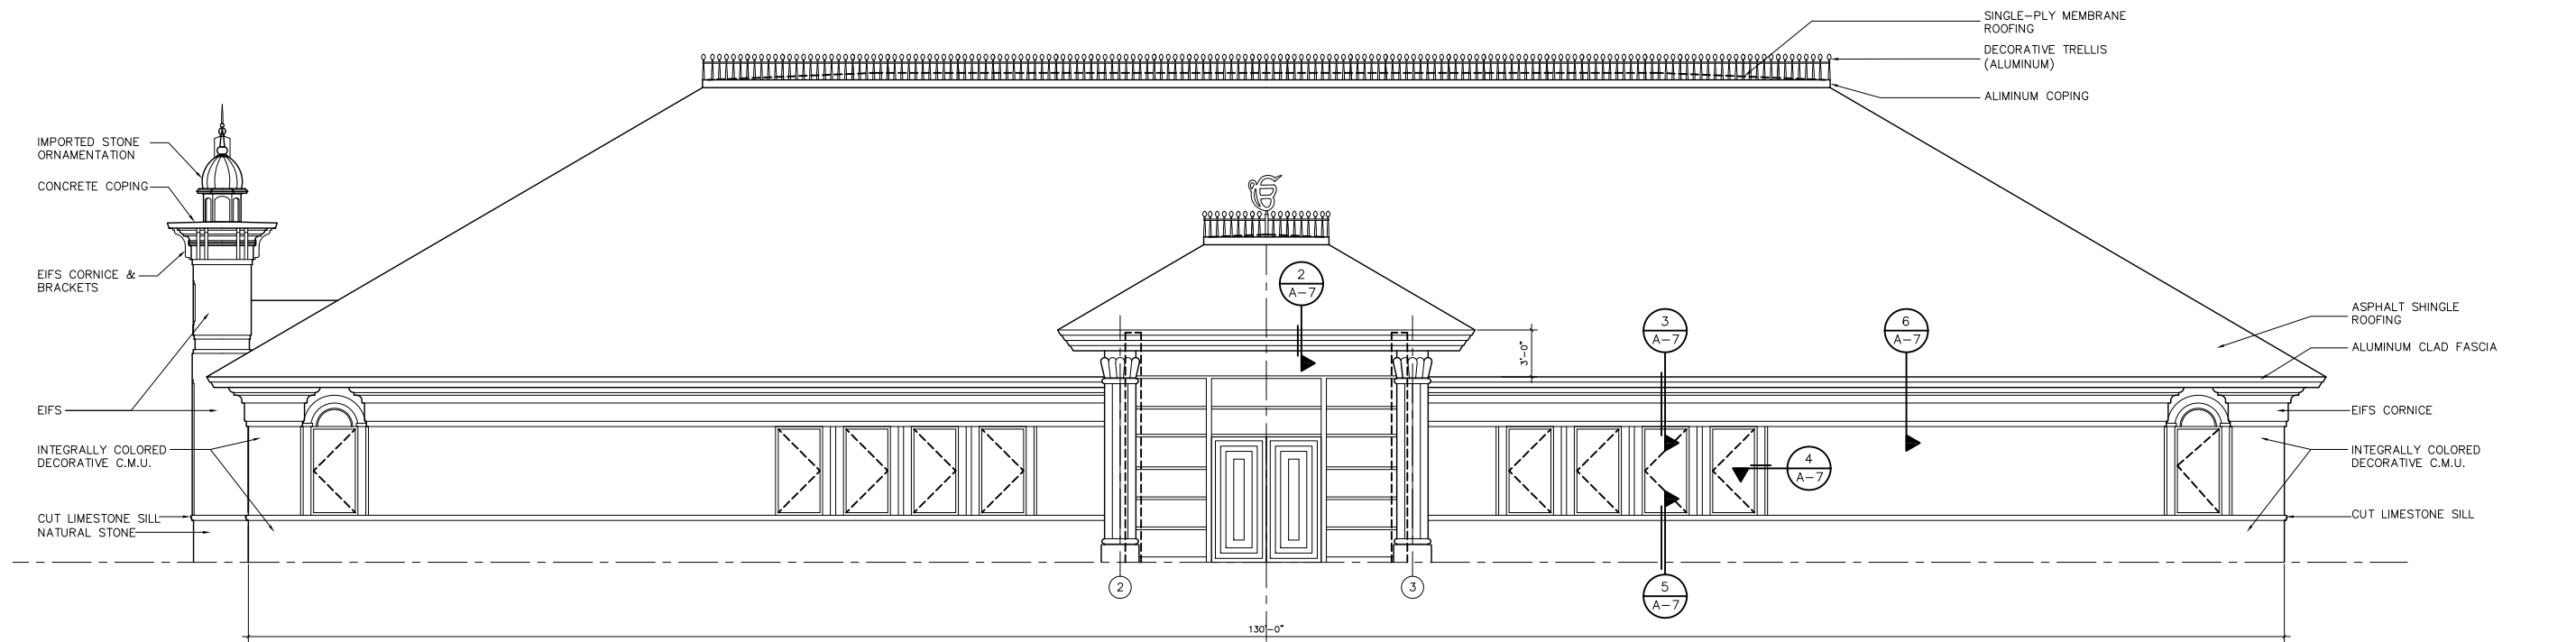 SINGLE-PLY MEMBRANE
ROOFING
DECORATIVE TRELLIS
(ALUMINUM)
ALIMINUM COPING
IMPORTED STONE
ORNAMENTATION
CONCRETE COPING
EIFS CORNICE &
BRACKETS
EIFS
INTEGRALLY COLORED
DECORATIVE C.M.U.
CUT LIMESTONE SILL
NATURAL STONE
ੴ
2
A-7
3'-0"
3
A-7
6
A-7
4
A-7
5
A-7
2
3
130'-0"
ASPHALT SHINGLE
ROOFING
ALUMINUM CLAD FASCIA
EIFS CORNICE
INTEGRALLY COLORED
DECORATIVE C.M.U.
CUT LIMESTONE SILL